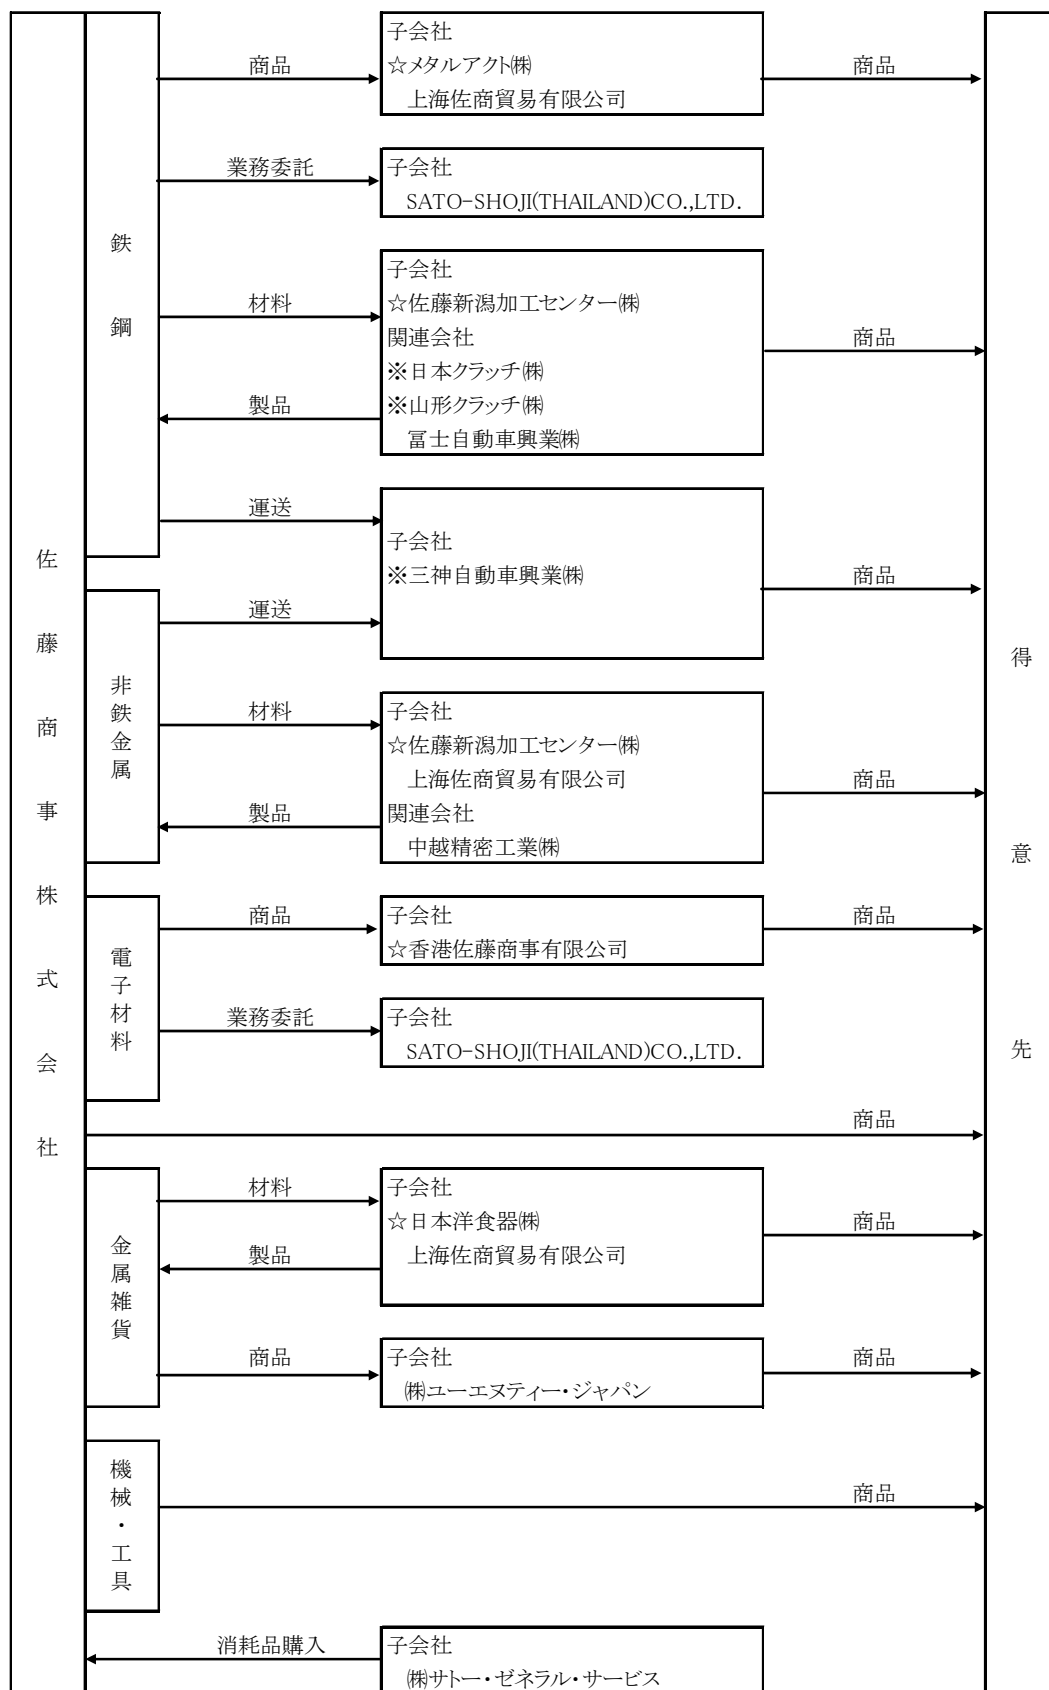 佐藤商事株式会社
鉄鋼
商品
子会社
☆メタルアクト㈱
上海佐商貿易有限公司
商品
業務委託
子会社
SATO-SHOJI(THAILAND)CO.,LTD.
材料
製品
子会社
☆佐藤新潟加工センター㈱
関連会社
※日本クラッチ㈱
※山形クラッチ㈱
冨士自動車興業㈱
商品
運送
子会社
※三神自動車興業㈱
商品
非鉄金属
運送
材料
製品
子会社
☆佐藤新潟加工センター㈱
上海佐商貿易有限公司
関連会社
中越精密工業㈱
商品
電子材料
商品
子会社
☆香港佐藤商事有限公司
商品
業務委託
子会社
SATO-SHOJI(THAILAND)CO.,LTD.
商品
金属雑貨
材料
製品
子会社
☆日本洋食器㈱
上海佐商貿易有限公司
商品
商品
子会社
㈱ユーエヌティー・ジャパン
商品
機械・工具
商品
消耗品購入
子会社
㈱サトー・ゼネラル・サービス
得意先